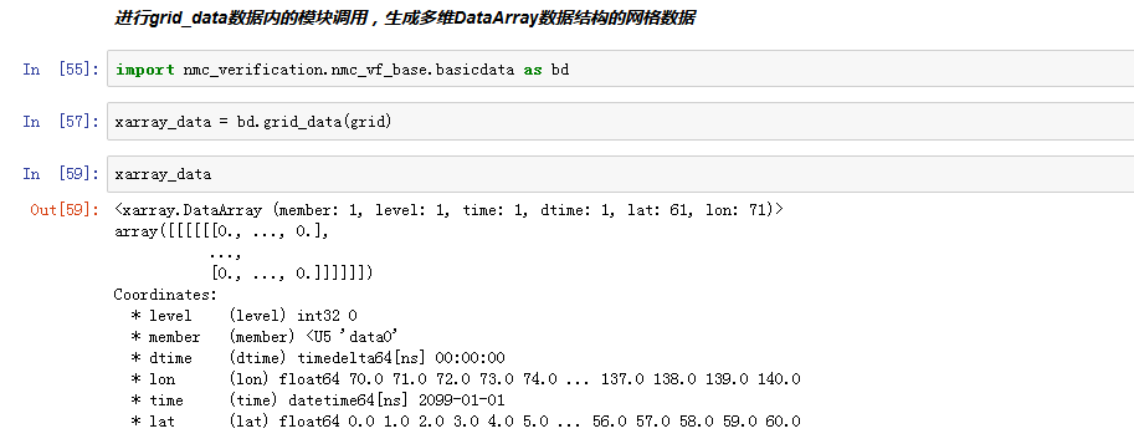 进行grid_data数据内的模块调用，生成多维DataArray数据结构的网格数据
In [55]: import nmc_verification.nmc_vf_base.basicdata as bd
In [57]: xarray_data = bd.grid_data(grid)
In [59]: xarray_data
Out[59]: <xarray.DataArray (member: 1, level: 1, time: 1, dtime: 1, lat: 61, lon: 71)>
array([[[[[[0., ..., 0.],
...,
[0., ..., 0.]]]]]])
Coordinates:
* level (level) int32 0
* member (member) <U5 'data0'
* dtime (dtime) timedelta64[ns] 00:00:00
* lon (lon) float64 70.0 71.0 72.0 73.0 74.0 ... 137.0 138.0 139.0 140.0
* time (time) datetime64[ns] 2099-01-01
* lat (lat) float64 0.0 1.0 2.0 3.0 4.0 5.0 ... 56.0 57.0 58.0 59.0 60.0